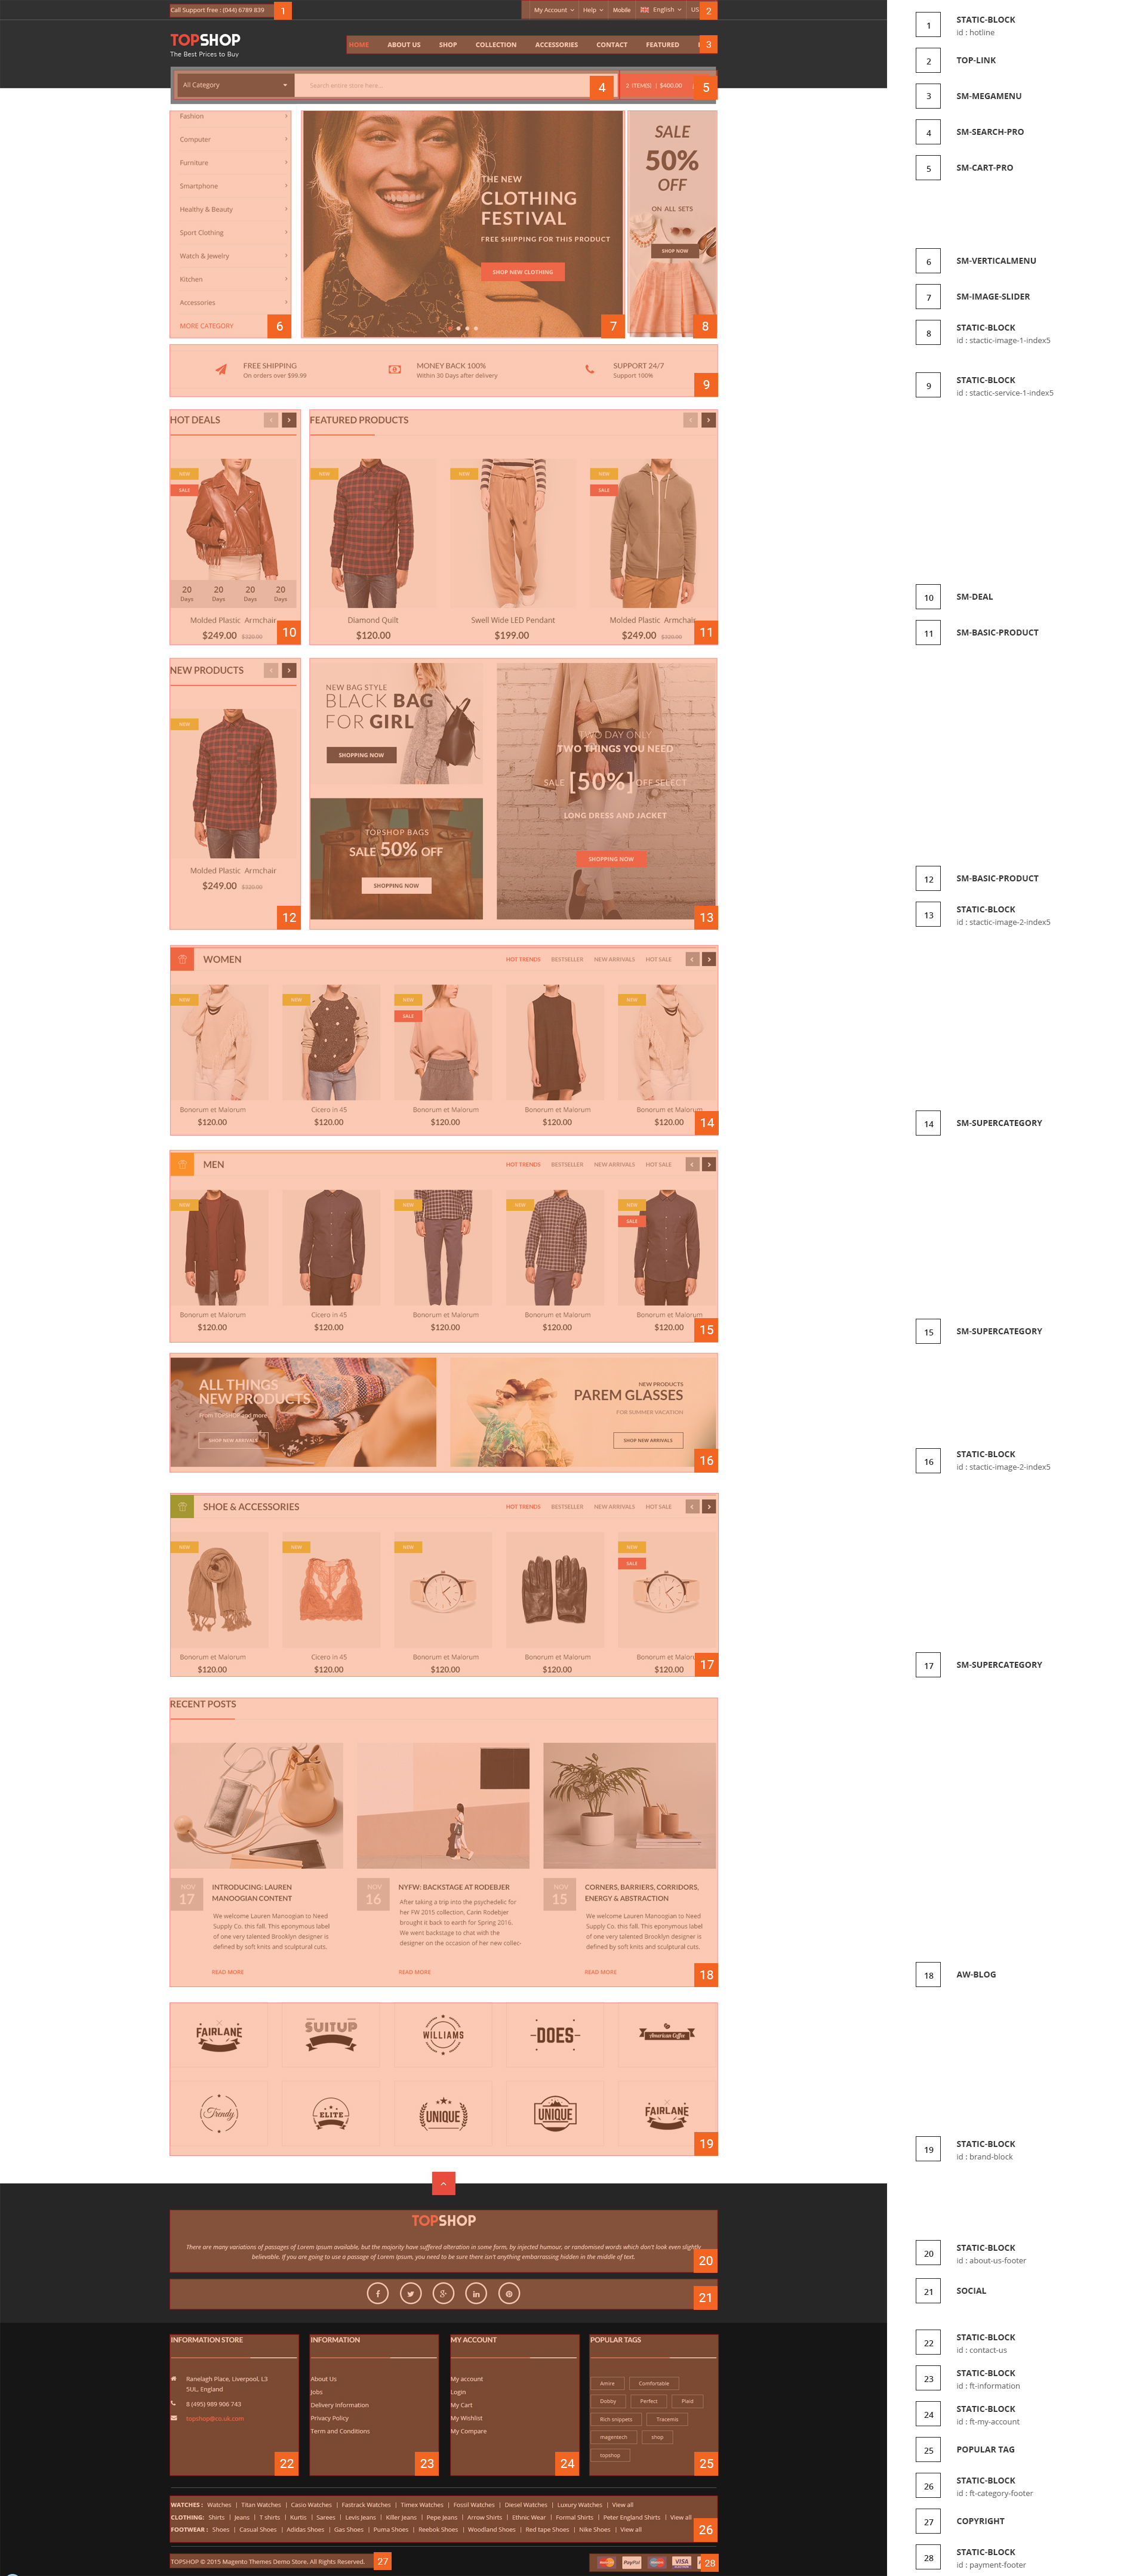 Call Support free : (044) 6789 839
1
My Account
Help
Mobile
English
US
2
TOPSHOP
The Best Prices to Buy
HOME ABOUT US SHOP COLLECTION ACCESSORIES CONTACT FEATURED
3
All Category
Search entire store here...
4
2 ITEM(S) | $400.00
5
Fashion
Computer
Furniture
Smartphone
Healthy & Beauty
Sport Clothing
Watch & Jewelry
Kitchen
Accessories
MORE CATEGORY
6
THE NEW
CLOTHING
FESTIVAL
FREE SHIPPING FOR THIS PRODUCT
SHOP NEW CLOTHING
7
SALE
50%
OFF
ON ALL SETS
SHOP NOW
8
FREE SHIPPING
On orders over $99.99
MONEY BACK 100%
Within 30 Days after delivery
SUPPORT 24/7
Support 100%
9
HOT DEALS
NEW
SALE
20 20 20 20
Days Days Days Days
Molded Plastic Armchair
$249.00 $320.00
10
FEATURED PRODUCTS
NEW
NEW
NEW
SALE
Diamond Quilt
$120.00
Swell Wide LED Pendant
$199.00
Molded Plastic Armchair
$249.00
11
NEW PRODUCTS
NEW
Molded Plastic Armchair
$249.00 $320.00
12
NEW BAG STYLE
BLACK BAG
FOR GIRL
SHOPPING NOW
TOPSHOP BAGS
SALE 50% OFF
SHOPPING NOW
TWO DAY ONLY
TWO THINGS YOU NEED
SALE [50%] OFF SELECT
LONG DRESS AND JACKET
SHOPPING NOW
13
WOMEN
HOT TRENDS BESTSELLER NEW ARRIVALS HOT SALE
NEW
NEW
NEW
SALE
NEW
Bonorum et Malorum
$120.00
Cicero in 45
$120.00
Bonorum et Malorum
$120.00
Bonorum et Malorum
$120.00
Bonorum et Malorum
$120.00
14
MEN
HOT TRENDS BESTSELLER NEW ARRIVALS HOT SALE
NEW
NEW
NEW
NEW
SALE
Bonorum et Malorum
$120.00
Cicero in 45
$120.00
Bonorum et Malorum
$120.00
Bonorum et Malorum
$120.00
Bonorum et Malorum
$120.00
15
ALL THINGS
NEW PRODUCTS
From TOPSHOP and more
SHOP NEW ARRIVALS
NEW PRODUCTS
PAREM GLASSES
FOR SUMMER VACATION
SHOP NEW ARRIVALS
16
SHOE & ACCESSORIES
HOT TRENDS BESTSELLER NEW ARRIVALS HOT SALE
NEW
NEW
NEW
NEW
SALE
Bonorum et Malorum
$120.00
Cicero in 45
$120.00
Bonorum et Malorum
$120.00
Bonorum et Malorum
$120.00
Bonorum et Malorum
$120.00
17
RECENT POSTS
NOV
17
INTRODUCING: LAUREN
MANOOGIAN CONTENT
We welcome Lauren Manoogian to Need
Supply Co. this fall. This eponymous label
of one very talented Brooklyn designer is
defined by soft knits and sculptural cuts.
READ MORE
NOV
16
NYFW: BACKSTAGE AT RODEBJER
After taking a trip into the psychedelic for
her FW 2015 collection, Carin Rodebjer
brought it back to earth for Spring 2016.
We went backstage to chat with the
designer on the occasion of her new collec-
READ MORE
NOV
15
CORNERS, BARRIERS, CORRIDORS,
ENERGY & ABSTRACTION
We welcome Lauren Manoogian to Need
Supply Co. this fall. This eponymous label
of one very talented Brooklyn designer is
defined by soft knits and sculptural cuts.
READ MORE
18
FAIRLANE
SUITUP
WILLIAMS
DOES
American Coffee
Trendy
ELITE
UNIQUE
UNIQUE
FAIRLANE
19
TOPSHOP
There are many variations of passages of Lorem Ipsum available, but the majority have suffered alteration in some form, by injected humour, or randomised words which don't look even slightly
believable. If you are going to use a passage of Lorem Ipsum, you need to be sure there isn't anything embarrassing hidden in the middle of text.
20
21
INFORMATION STORE
Ranelagh Place, Liverpool, L3
5UL, England
8 (495) 989 906 743
topshop@co.uk.com
22
INFORMATION
About Us
Jobs
Delivery Information
Privacy Policy
Term and Conditions
23
MY ACCOUNT
My account
Login
My Cart
My Wishlist
My Compare
24
POPULAR TAGS
Amire
Comfortable
Dobby
Perfect
Plaid
Rich snippets
Tracemis
magentech
shop
topshop
25
WATCHES : Watches | Titan Watches | Casio Watches | Fastrack Watches | Timex Watches | Fossil Watches | Diesel Watches | Luxury Watches | View all
CLOTHING: Shirts | Jeans | T shirts | Kurtis | Sarees | Levis Jeans | Killer Jeans | Pepe Jeans | Arrow Shirts | Ethnic Wear | Formal Shirts | Peter England Shirts | View all
FOOTWEAR : Shoes | Casual Shoes | Adidas Shoes | Gas Shoes | Puma Shoes | Reebok Shoes | Woodland Shoes | Red tape Shoes | Nike Shoes | View all
26
TOPSHOP © 2015 Magento Themes Demo Store. All Rights Reserved.
27
PayPal
VISA
28
1 STATIC-BLOCK
id : hotline
2 TOP-LINK
3 SM-MEGAMENU
4 SM-SEARCH-PRO
5 SM-CART-PRO
6 SM-VERTICALMENU
7 SM-IMAGE-SLIDER
8 STATIC-BLOCK
id : stactic-image-1-index5
9 STATIC-BLOCK
id : stactic-service-1-index5
10 SM-DEAL
11 SM-BASIC-PRODUCT
12 SM-BASIC-PRODUCT
13 STATIC-BLOCK
id : stactic-image-2-index5
14 SM-SUPERCATEGORY
15 SM-SUPERCATEGORY
16 STATIC-BLOCK
id : stactic-image-2-index5
17 SM-SUPERCATEGORY
18 AW-BLOG
19 STATIC-BLOCK
id : brand-block
20 STATIC-BLOCK
id : about-us-footer
21 SOCIAL
22 STATIC-BLOCK
id : contact-us
23 STATIC-BLOCK
id : ft-information
24 STATIC-BLOCK
id : ft-my-account
25 POPULAR TAG
26 STATIC-BLOCK
id : ft-category-footer
27 COPYRIGHT
28 STATIC-BLOCK
id : payment-footer